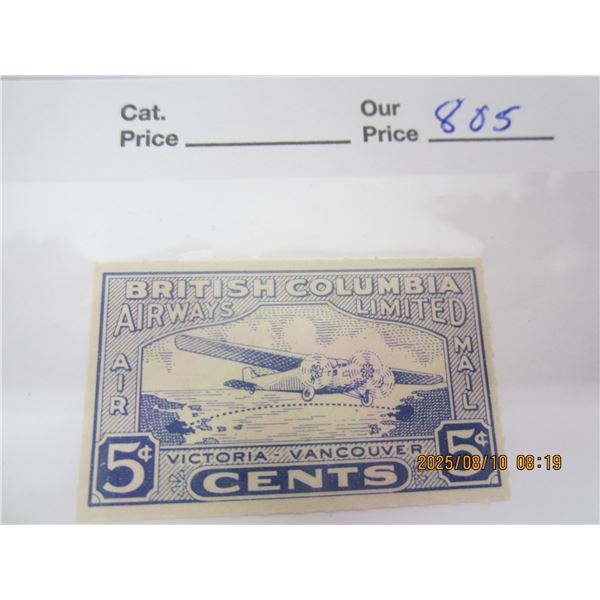 Cat.
Price
Our
Price 805
BRITISH COLUMBIA
AIRWAYS LIMITED
AIR MAIL
VICTORIA - VANCOUVER
5¢ CENTS 5¢
2025/08/10 08:19